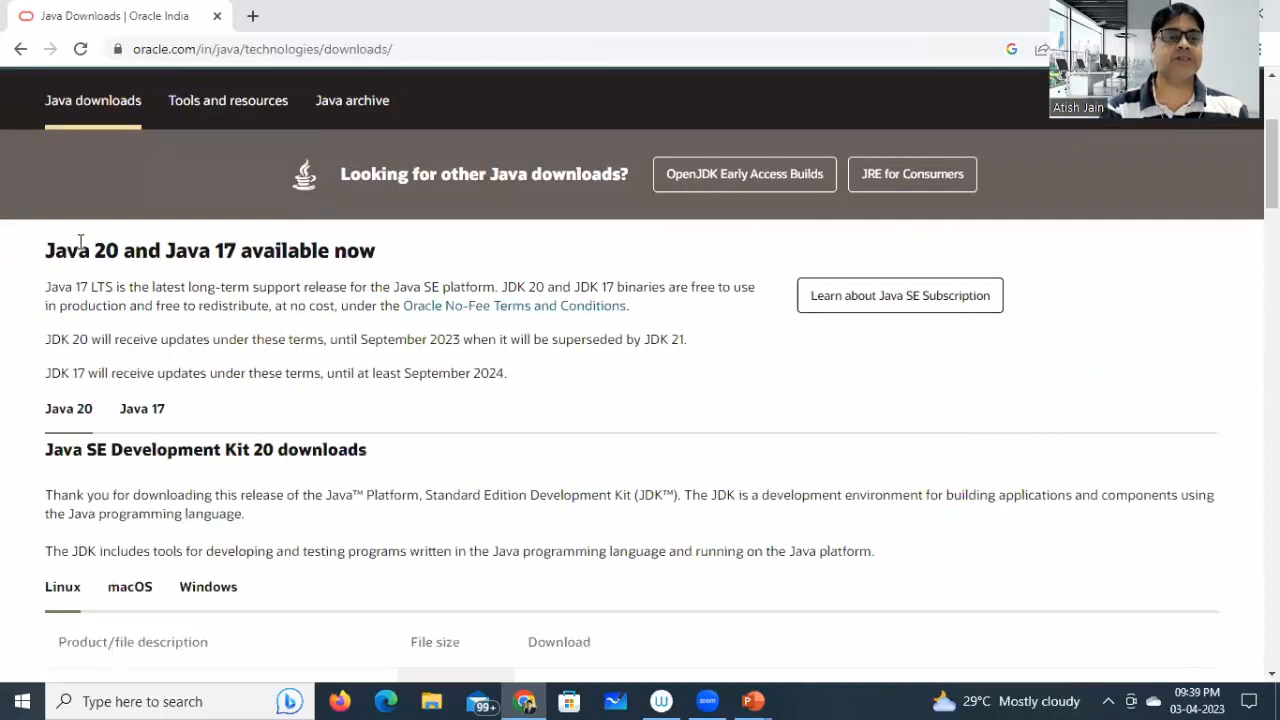 Java Downloads | Oracle India
oracle.com/in/java/technologies/downloads/
Atish Jain
Java downloads Tools and resources Java archive
Looking for other Java downloads? OpenJDK Early Access Builds JRE for Consumers
Java 20 and Java 17 available now
Java 17 LTS is the latest long-term support release for the Java SE platform. JDK 20 and JDK 17 binaries are free to use
in production and free to redistribute, at no cost, under the Oracle No-Fee Terms and Conditions.
Learn about Java SE Subscription
JDK 20 will receive updates under these terms, until September 2023 when it will be superseded by JDK 21.
JDK 17 will receive updates under these terms, until at least September 2024.
Java 20 Java 17
Java SE Development Kit 20 downloads
Thank you for downloading this release of the Java™ Platform, Standard Edition Development Kit (JDK™). The JDK is a development environment for building applications and components using
the Java programming language.
The JDK includes tools for developing and testing programs written in the Java programming language and running on the Java platform.
Linux macOS Windows
Product/file description File size Download
Type here to search 99+ zoom 29°C Mostly cloudy 09:39 PM
03-04-2023